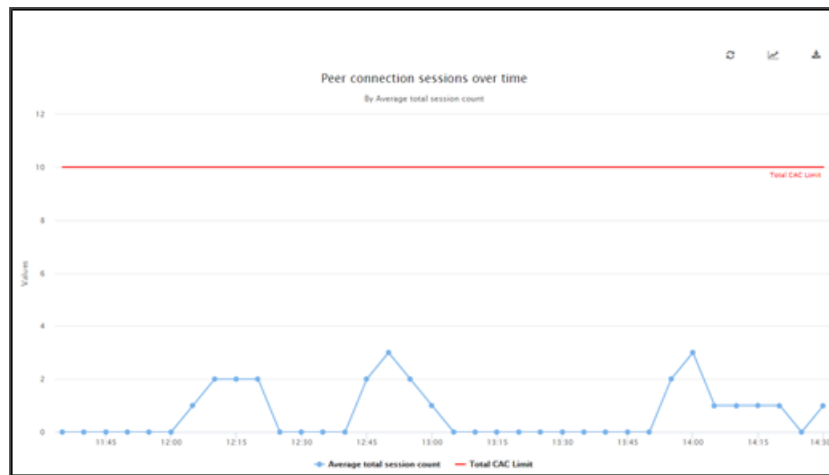 Peer connection sessions over time
By Average total session count
12
10
Total CAC Limit
8
Values
6
4
2
0
11:45 12:00 12:15 12:30 12:45 13:00 13:15 13:30 13:45 14:00 14:15 14:30
Average total session count Total CAC Limit